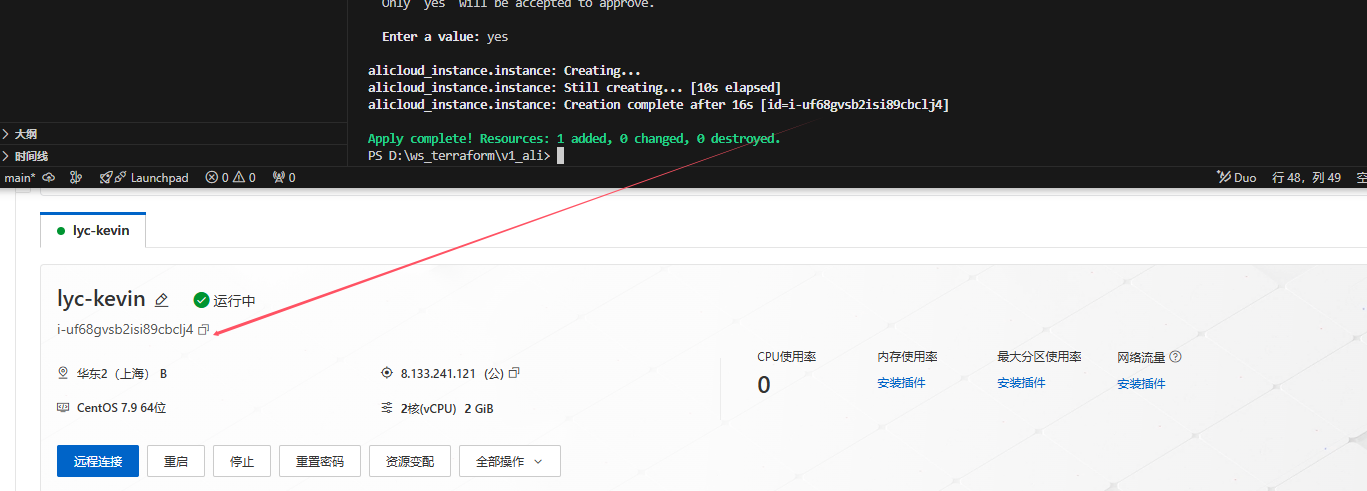 Only 'yes' will be accepted to approve.
Enter a value: yes
alicloud_instance.instance: Creating...
alicloud_instance.instance: Still creating... [10s elapsed]
alicloud_instance.instance: Creation complete after 16s [id=i-uf68gvsb2isi89cbclj4]
大纲
Apply complete! Resources: 1 added, 0 changed, 0 destroyed.
时间线
PS D:\ws_terraform\v1_ali>
main* Launchpad 0 0 0 Duo 行 48，列 49 空
lyc-kevin
lyc-kevin 运行中
i-uf68gvsb2isi89cbclj4
华东2（上海） B 8.133.241.121 (公)
CentOS 7.9 64位 2核(vCPU) 2 GiB
CPU使用率 内存使用率 最大分区使用率 网络流量
0 安装插件 安装插件 安装插件
远程连接 重启 停止 重置密码 资源变配 全部操作